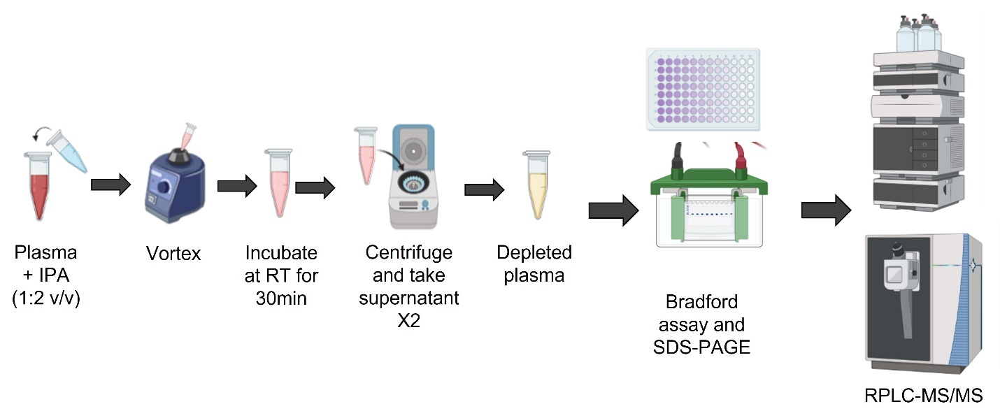 Plasma
+ IPA
(1:2 v/v)
Vortex
Incubate
at RT for
30min
Centrifuge
and take
supernatant
X2
Depleted
plasma
Bradford
assay and
SDS-PAGE
RPLC-MS/MS